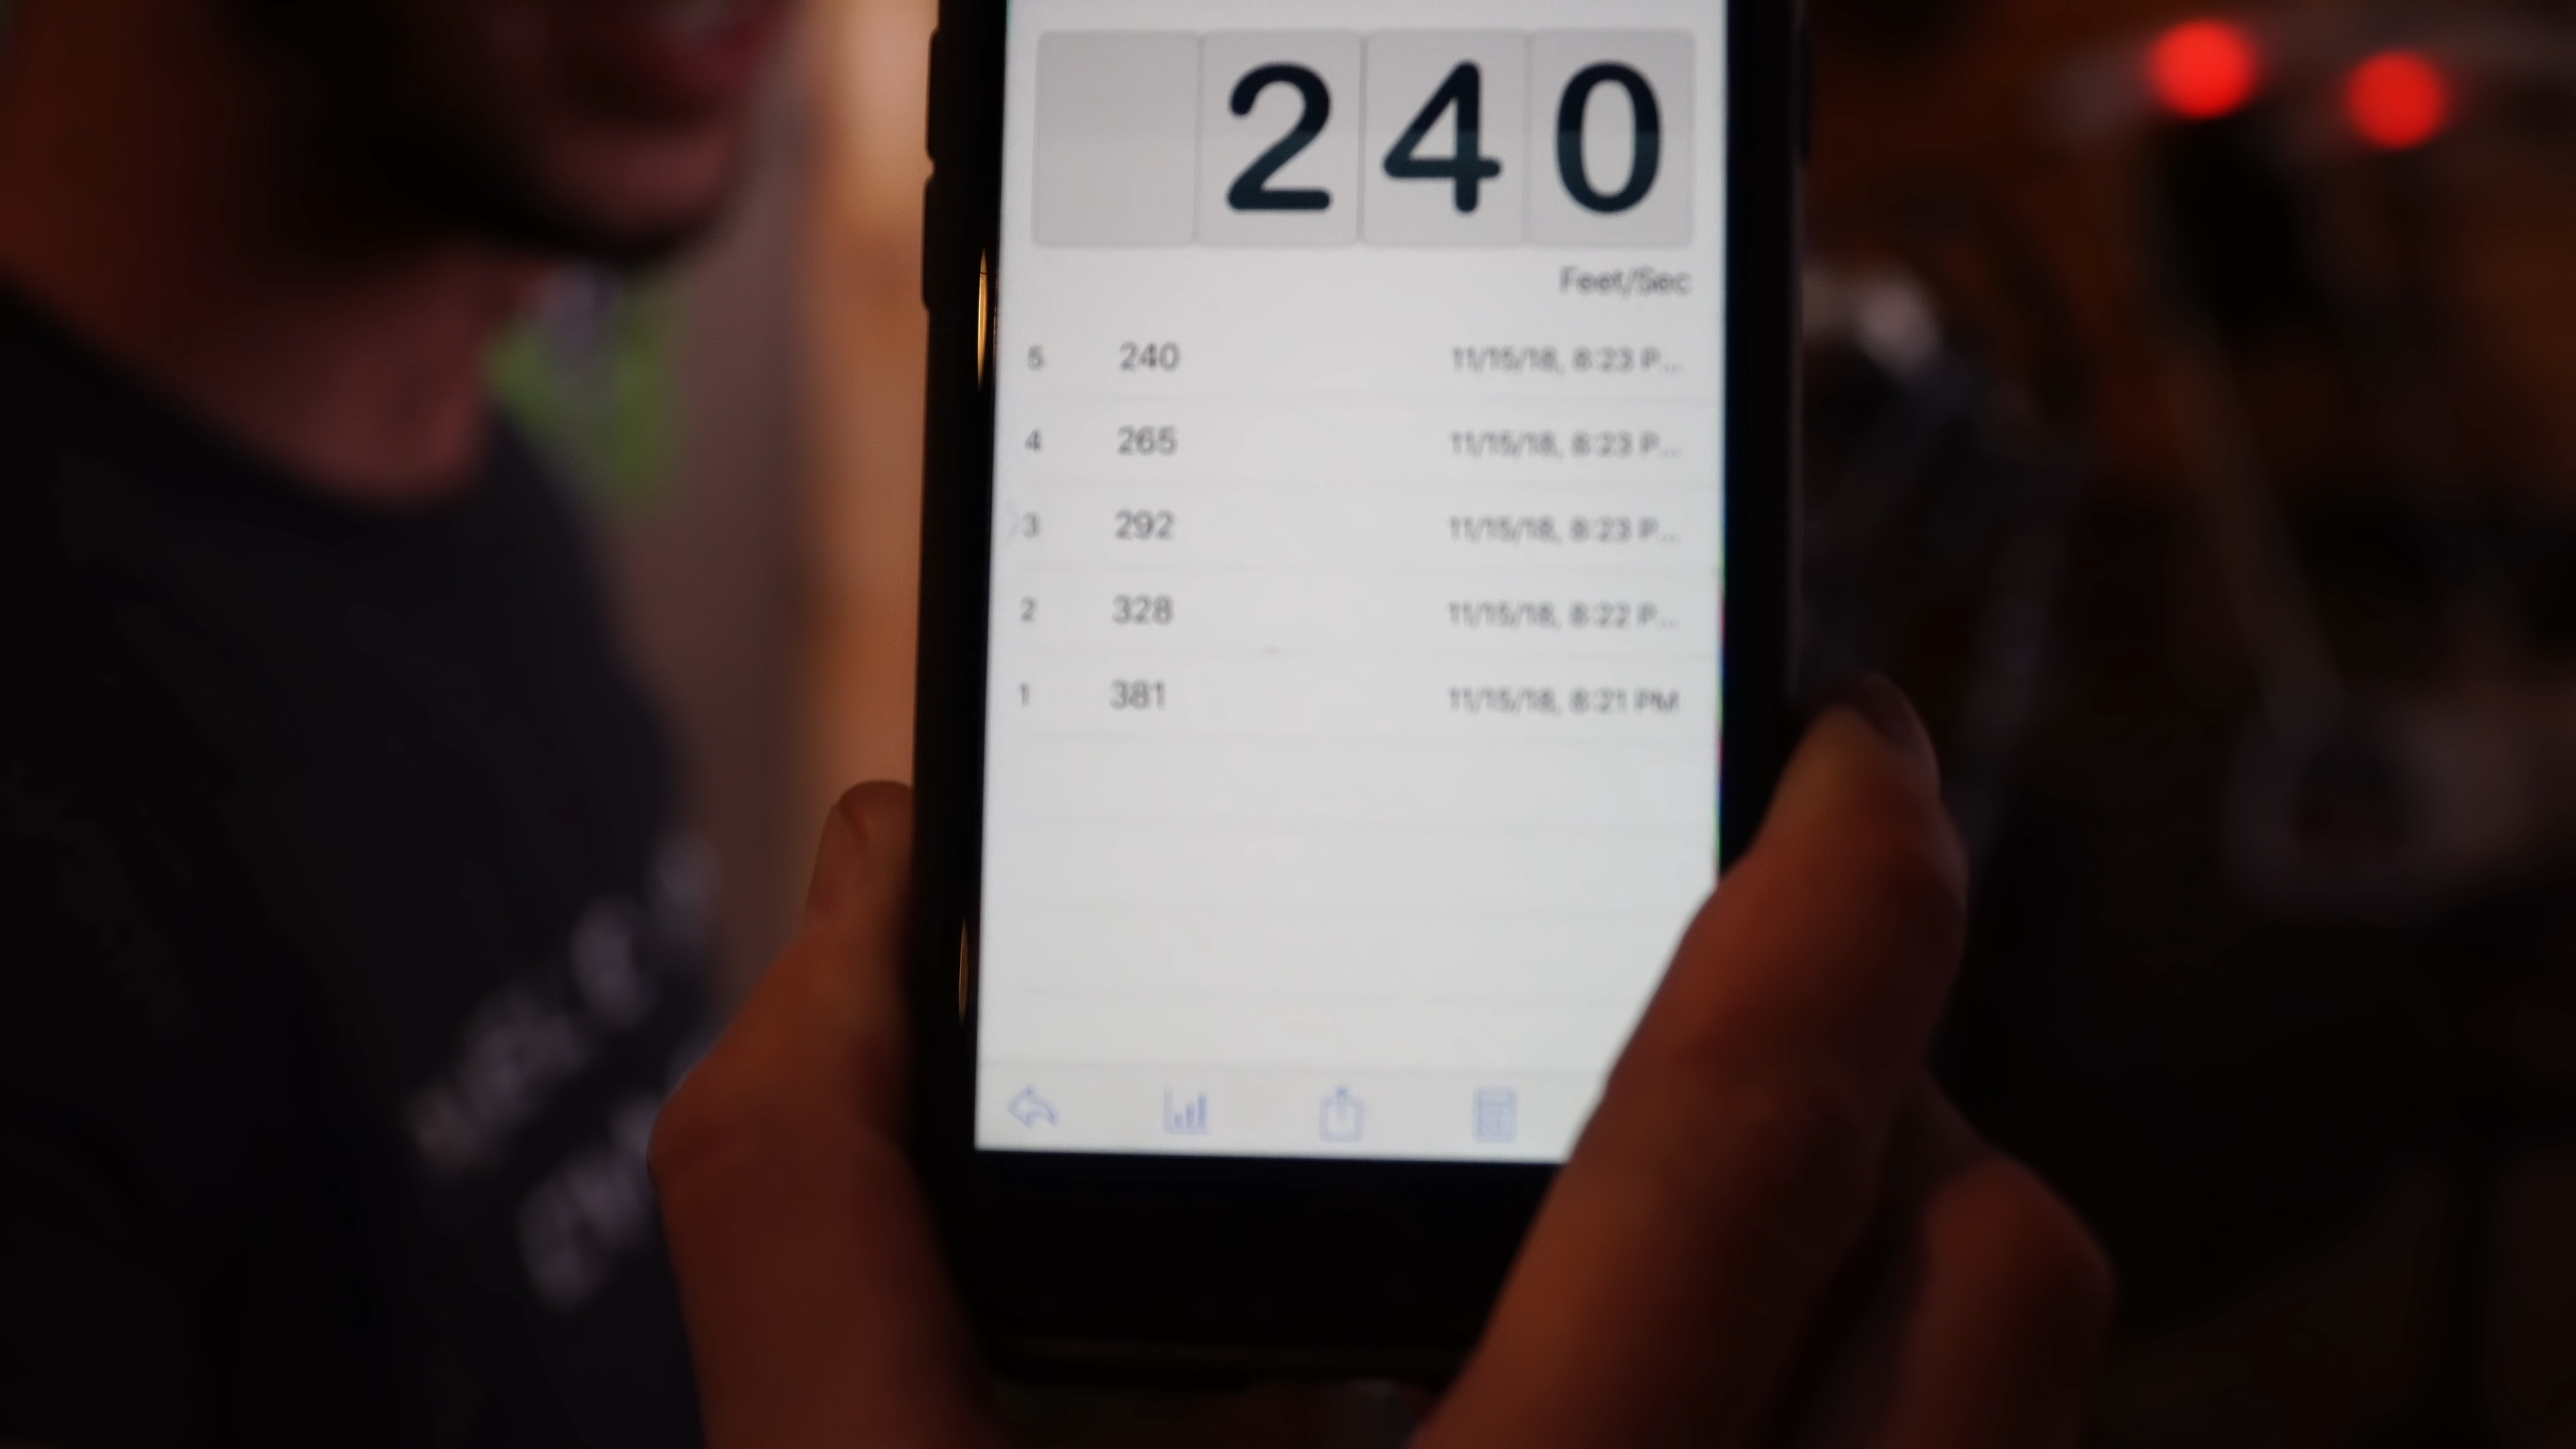 240
Feet/Sec
5 240 11/15/18, 8:23 P...
4 265 11/15/18, 8:23 P...
3 292 11/15/18, 8:23 P...
2 328 11/15/18, 8:22 P...
1 381 11/15/18, 8:21 PM